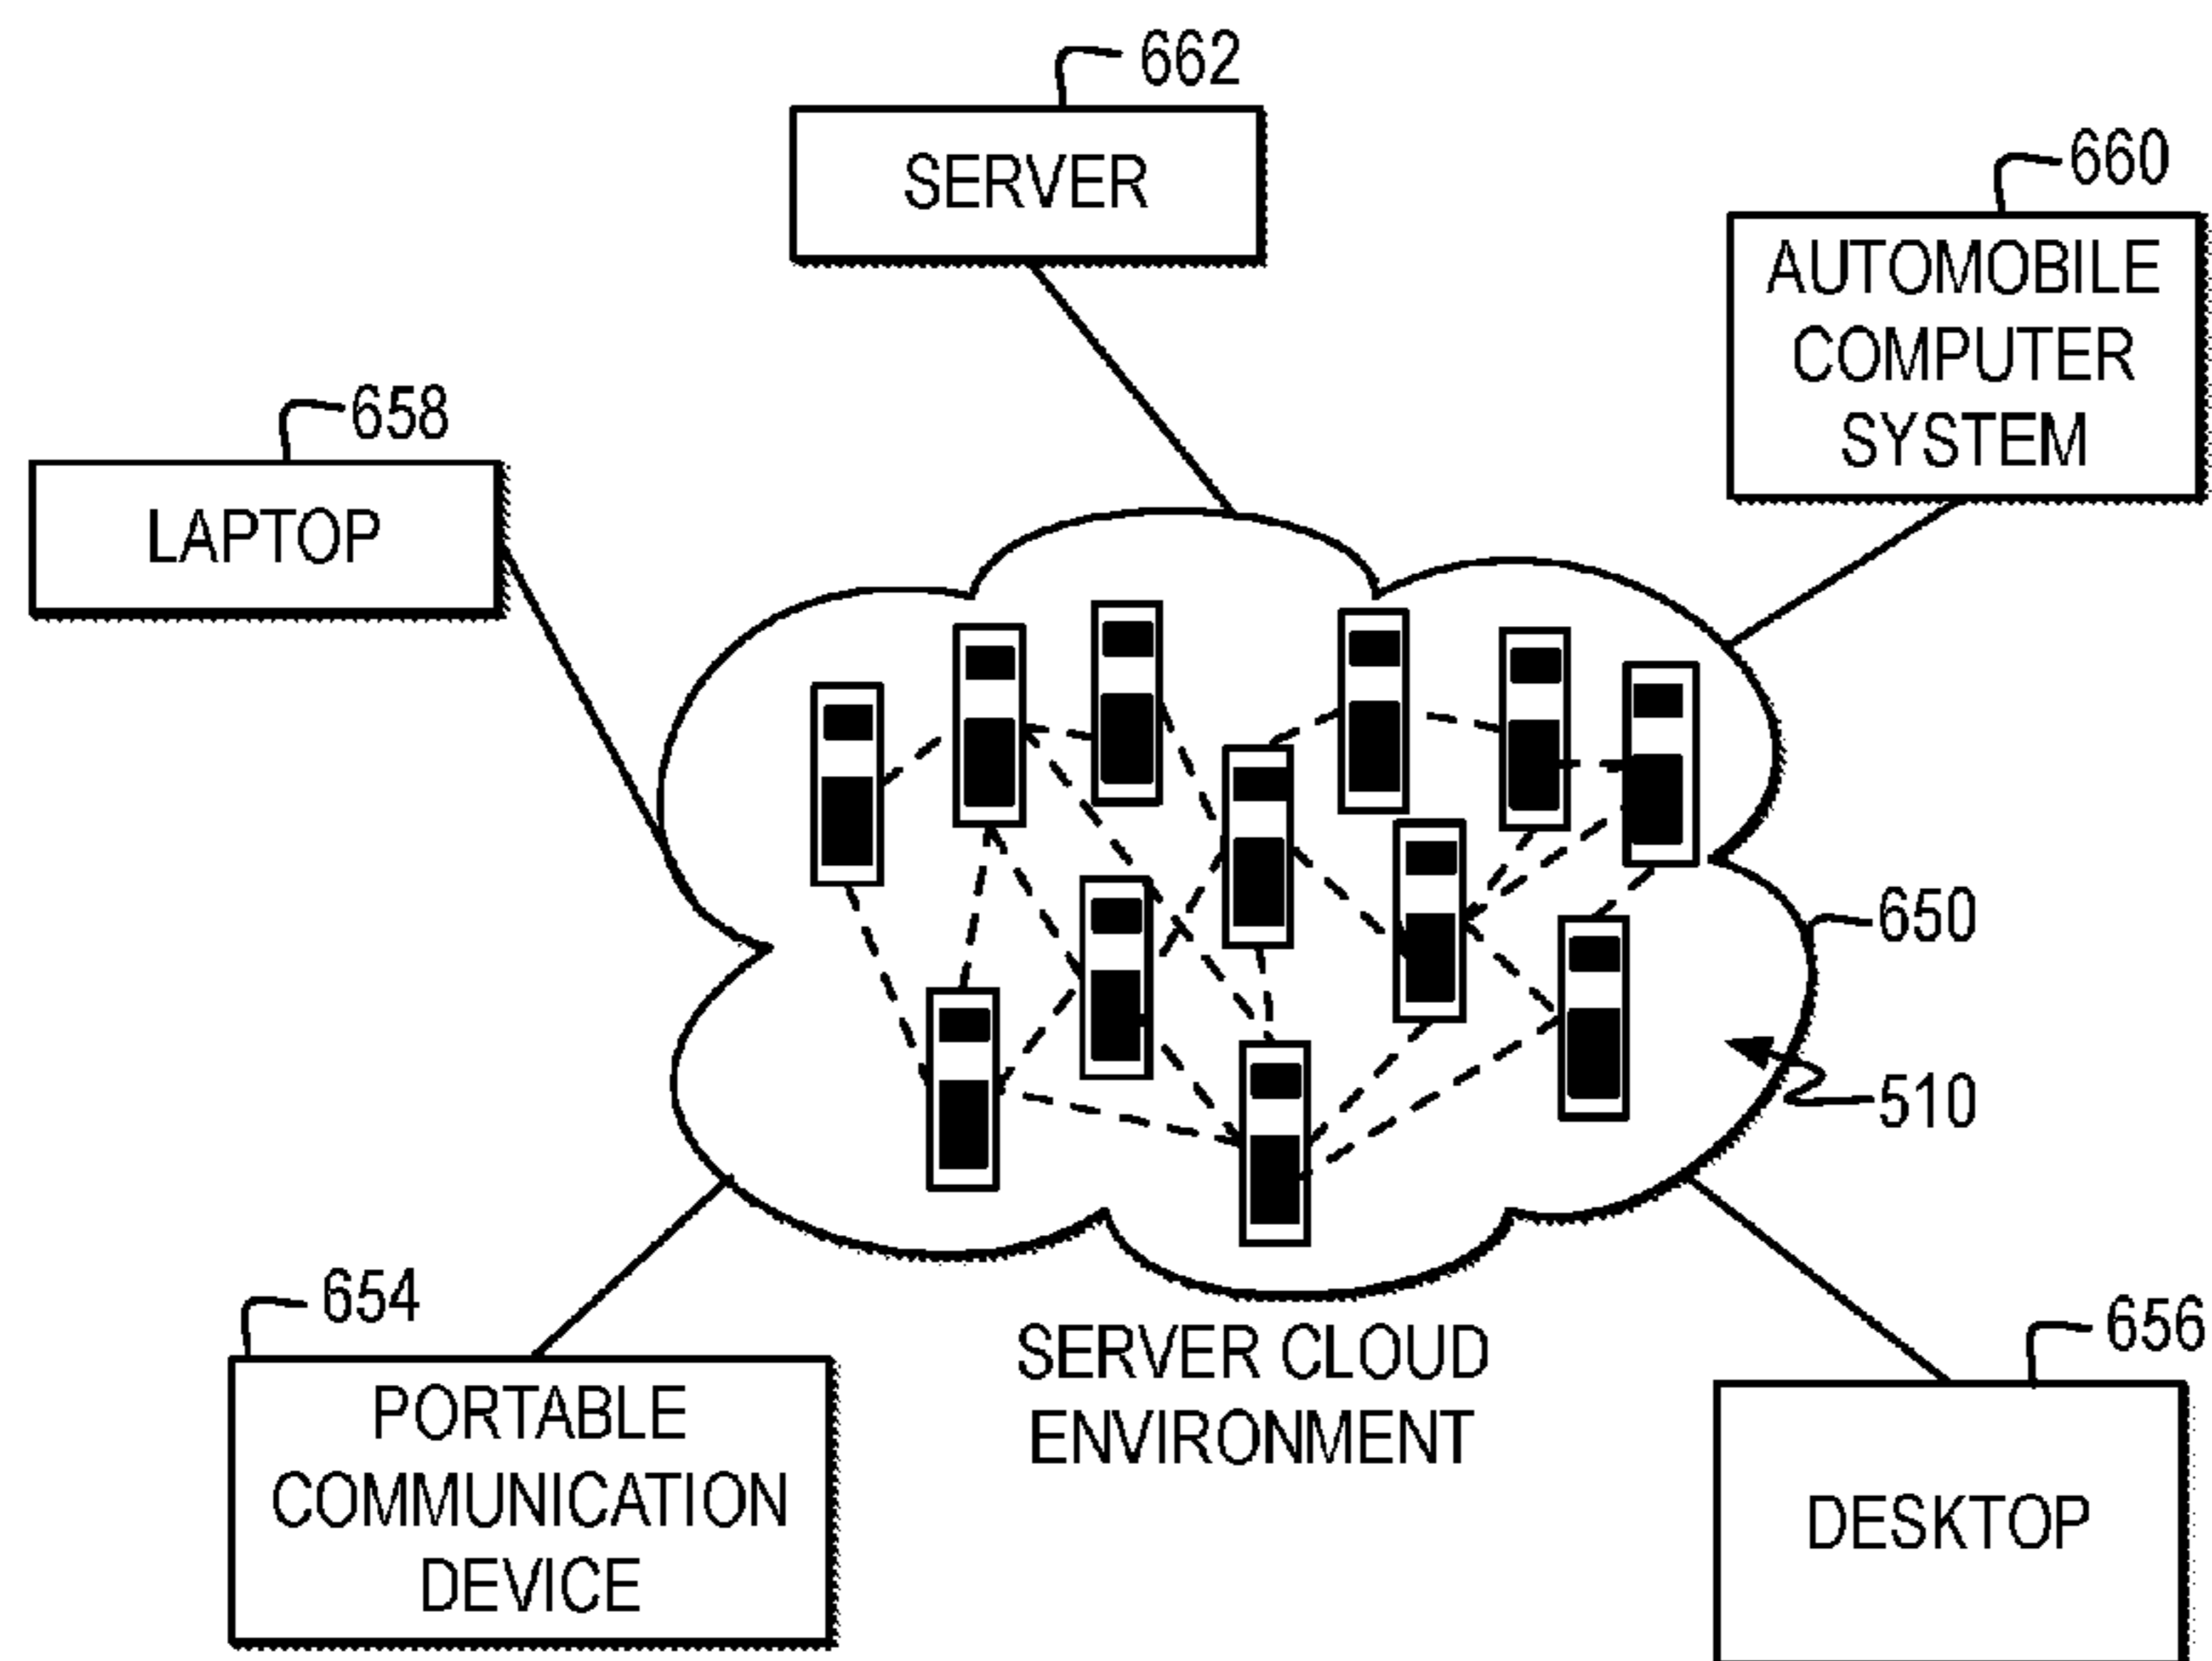 662
SERVER
660
AUTOMOBILE
COMPUTER
SYSTEM
658
LAPTOP
650
510
654
PORTABLE
COMMUNICATION
DEVICE
SERVER CLOUD
ENVIRONMENT
656
DESKTOP